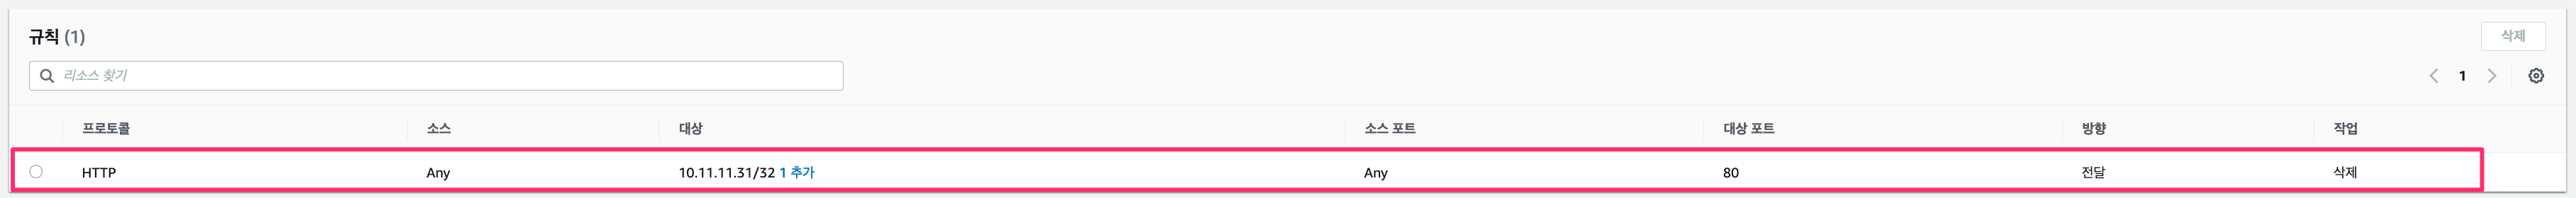 규칙 (1)
삭제
리소스 찾기
1
프로토콜 소스 대상 소스 포트 대상 포트 방향 작업
HTTP Any 10.11.11.31/32 1 추가 Any 80 전달 삭제